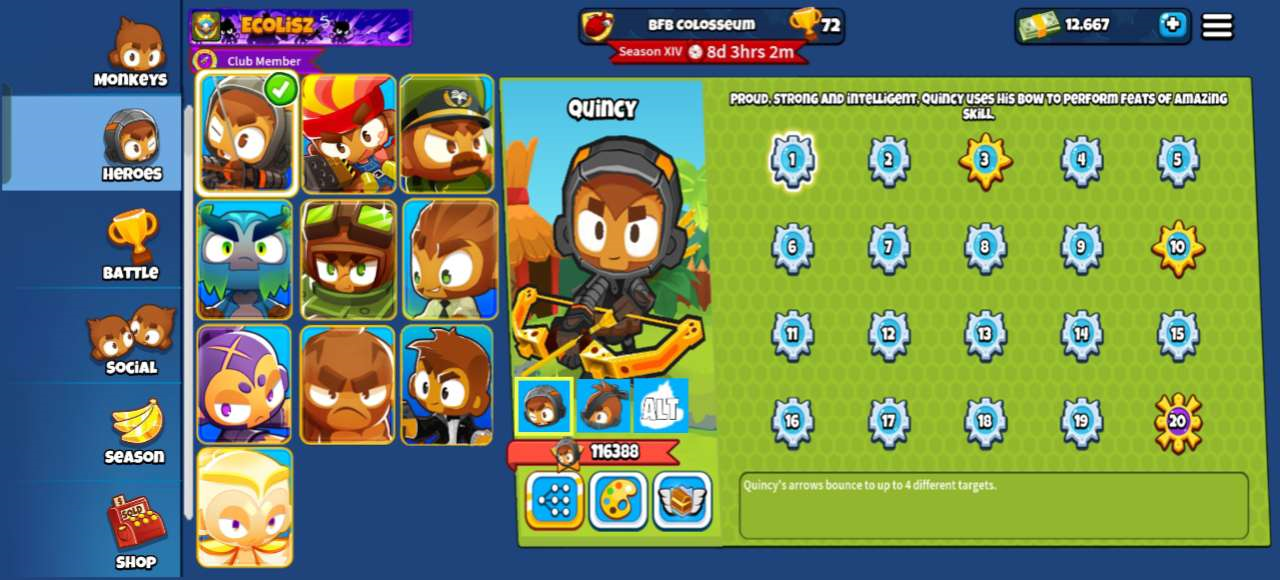 ECOLISZ
Club Member
BFB COLOSSEUM
72
Season XIV 8d 3hrs 2m
12.667
MONKEYS
HEROES
BATTLE
SOCIAL
SEASON
SOLD
SHOP
QUINCY
ALT
116388
PROUD, STRONG AND INTELLIGENT, QUINCY USES HIS BOW TO PERFORM FEATS OF AMAZING
SKILL.
1 2 3 4 5
6 7 8 9 10
11 12 13 14 15
16 17 18 19 20
Quincy's arrows bounce to up to 4 different targets.